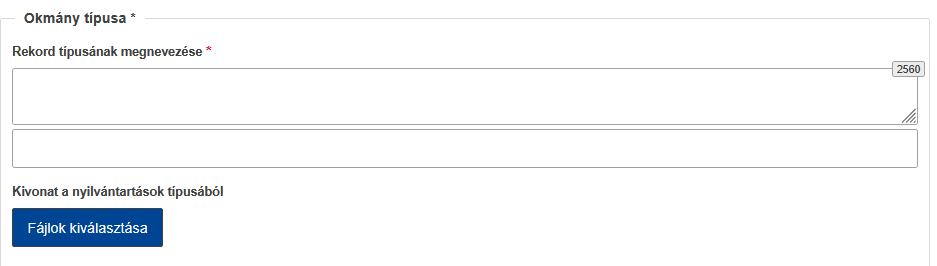 Okmány típusa *
Rekord típusának megnevezése *
2560
Kivonat a nyilvántartások típusából
Fájlok kiválasztása